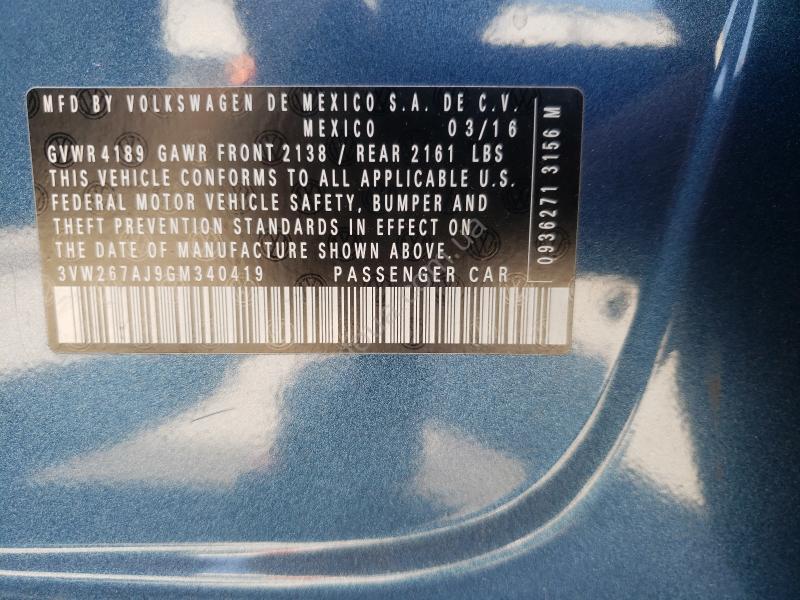 MFD BY VOLKSWAGEN DE MEXICO S.A. DE C.V.
MEXICO 03/16
GVWR 4189 GAWR FRONT 2138 / REAR 2161 LBS
THIS VEHICLE CONFORMS TO ALL APPLICABLE U.S.
FEDERAL MOTOR VEHICLE SAFETY, BUMPER AND
THEFT PREVENTION STANDARDS IN EFFECT ON
THE DATE OF MANUFACTURE SHOWN ABOVE.
3VW267AJ9GM340419 PASSENGER CAR
0936271 3156 M